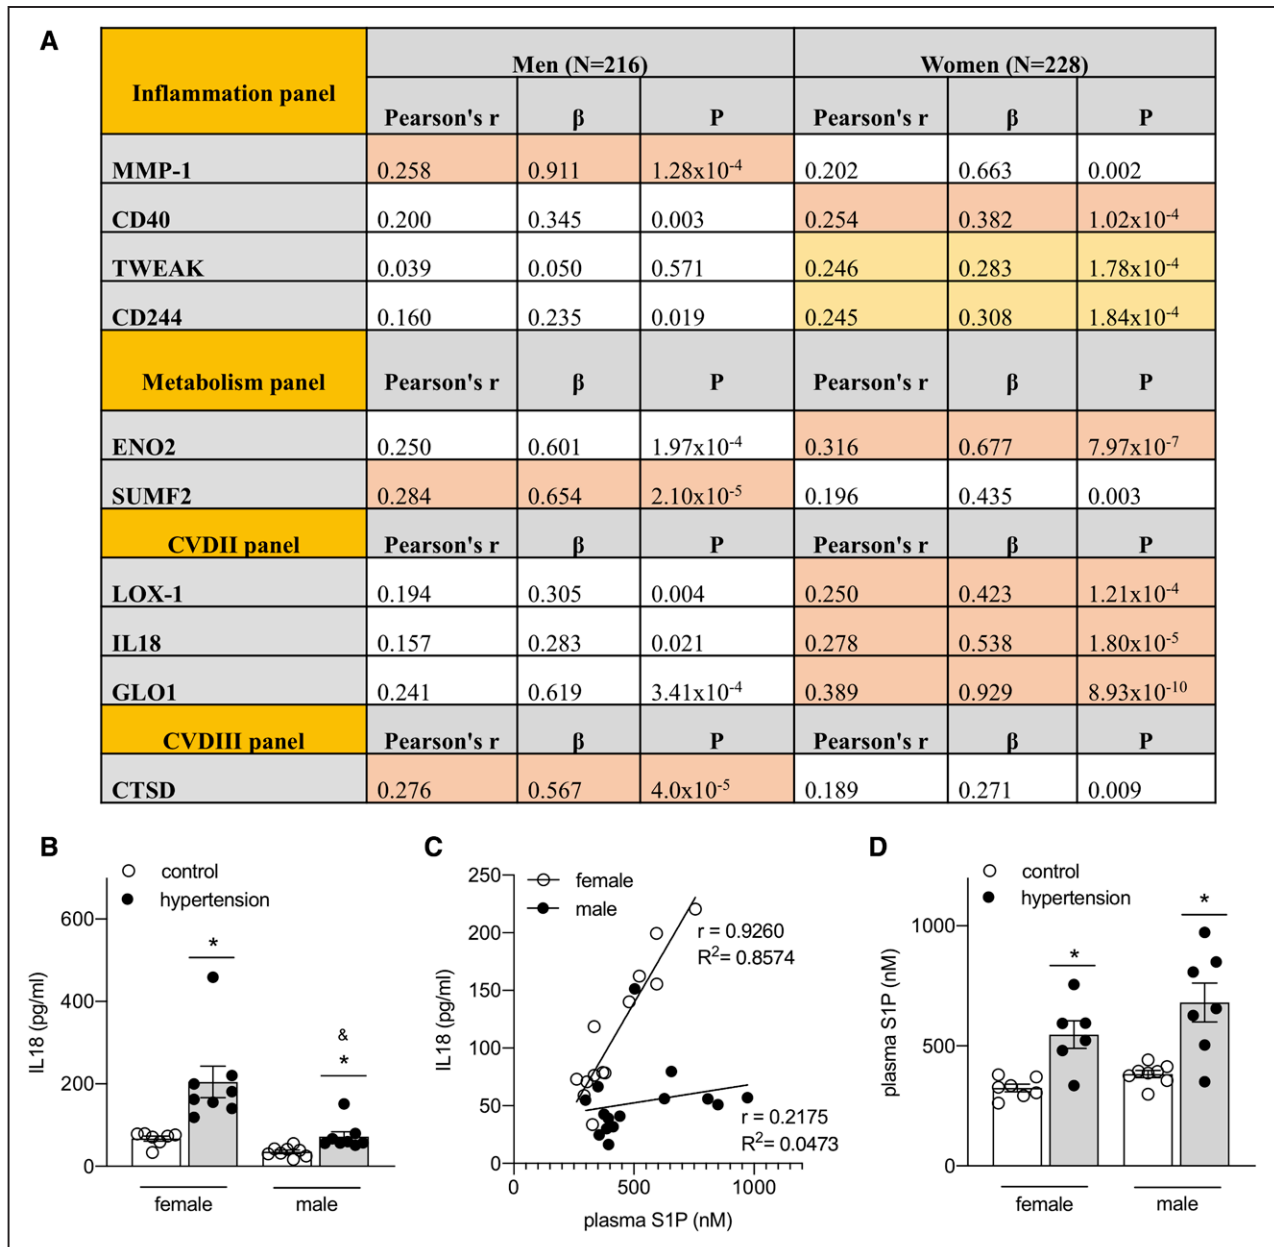 A
Inflammation panel
Men (N=216)
Women (N=228)
Pearson's r β P Pearson's r β P
MMP-1 0.258 0.911 1.28x10⁻⁴ 0.202 0.663 0.002
CD40 0.200 0.345 0.003 0.254 0.382 1.02x10⁻⁴
TWEAK 0.039 0.050 0.571 0.246 0.283 1.78x10⁻⁴
CD244 0.160 0.235 0.019 0.245 0.308 1.84x10⁻⁴
Metabolism panel Pearson's r β P Pearson's r β P
ENO2 0.250 0.601 1.97x10⁻⁴ 0.316 0.677 7.97x10⁻⁷
SUMF2 0.284 0.654 2.10x10⁻⁵ 0.196 0.435 0.003
CVDII panel Pearson's r β P Pearson's r β P
LOX-1 0.194 0.305 0.004 0.250 0.423 1.21x10⁻⁴
IL18 0.157 0.283 0.021 0.278 0.538 1.80x10⁻⁵
GLO1 0.241 0.619 3.41x10⁻⁴ 0.389 0.929 8.93x10⁻¹⁰
CVDIII panel Pearson's r β P Pearson's r β P
CTSD 0.276 0.567 4.0x10⁻⁵ 0.189 0.271 0.009
B
control
hypertension
IL18 (pg/ml)
600
400
200
0
*
&
*
female male
C
female
male
IL18 (pg/ml)
250
200
150
100
50
0
r = 0.9260
R²= 0.8574
r = 0.2175
R²= 0.0473
0 500 1000
plasma S1P (nM)
D
control
hypertension
plasma S1P (nM)
1000
500
0
*
*
female male